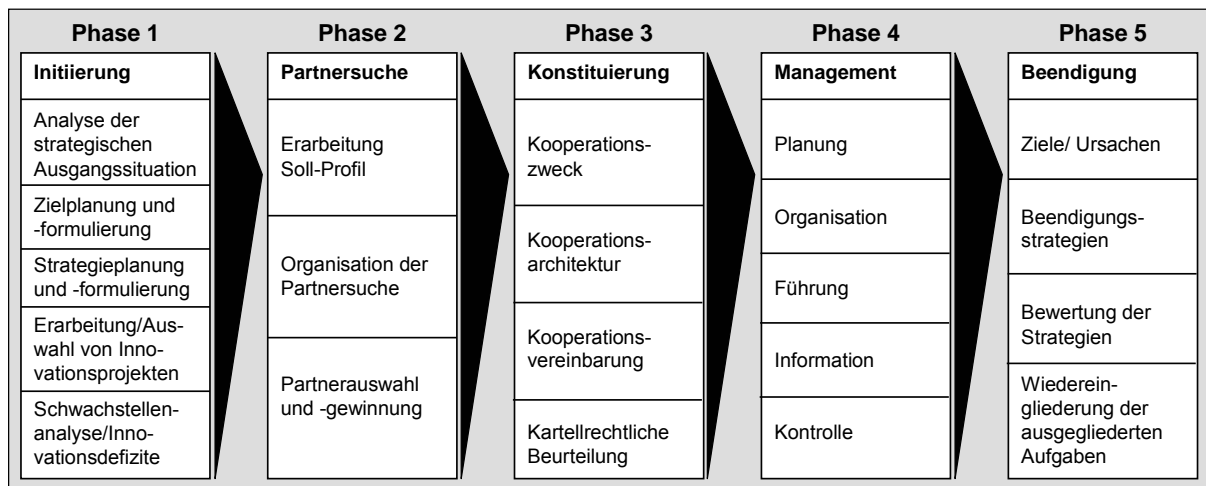 Phase 1
Initiierung
Analyse der
strategischen
Ausgangssituation
Zielplanung und
-formulierung
Strategieplanung
und -formulierung
Erarbeitung/Aus-
wahl von Inno-
vationsprojekten
Schwachstellen-
analyse/Inno-
vationsdefizite
Phase 2
Partnersuche
Erarbeitung
Soll-Profil
Organisation der
Partnersuche
Partnerauswahl
und -gewinnung
Phase 3
Konstituierung
Kooperations-
zweck
Kooperations-
architektur
Kooperations-
vereinbarung
Kartellrechtliche
Beurteilung
Phase 4
Management
Planung
Organisation
Führung
Information
Kontrolle
Phase 5
Beendigung
Ziele/ Ursachen
Beendigungs-
strategien
Bewertung der
Strategien
Wiederein-
gliederung der
ausgegliederten
Aufgaben